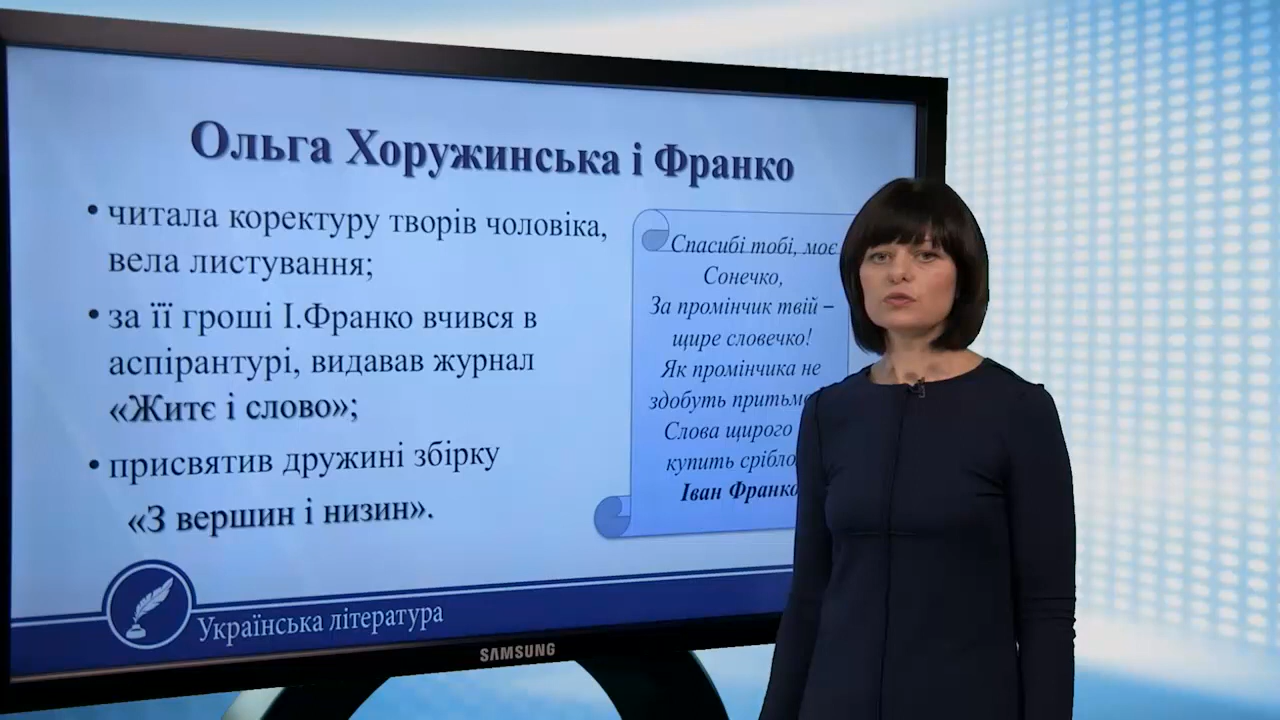 Ольга Хоружинська і Франко
• читала коректуру творів чоловіка,
вела листування;
• за її гроші І.Франко вчився в
аспірантурі, видавав журнал
«Житє і слово»;
• присвятив дружині збірку
«З вершин і низин».
Спасибі тобі, моє
Сонечко,
За промінчик твій –
щире словечко!
Як промінчика не
здобуть
Слова щирого
купить
Іван Франко
Українська література
SAMSUNG